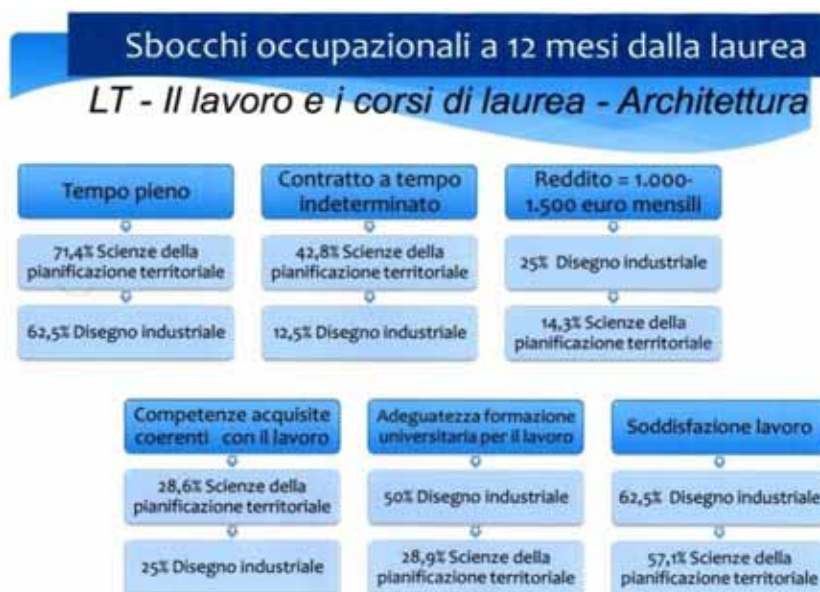 Sbocchi occupazionali a 12 mesi dalla laurea
LT - Il lavoro e i corsi di laurea - Architettura
Tempo pieno
71,4% Scienze della
pianificazione territoriale
62,5% Disegno industriale
Contratto a tempo
indeterminato
42,8% Scienze della
pianificazione territoriale
12,5% Disegno industriale
Reddito = 1.000-
1.500 euro mensili
25% Disegno industriale
14,3% Scienze della
pianificazione territoriale
Competenze acquisite
coerenti con il lavoro
28,6% Scienze della
pianificazione territoriale
25% Disegno industriale
Adeguatezza formazione
universitaria per il lavoro
50% Disegno industriale
28,9% Scienze della
pianificazione territoriale
Soddisfazione lavoro
62,5% Disegno industriale
57,1% Scienze della
pianificazione territoriale